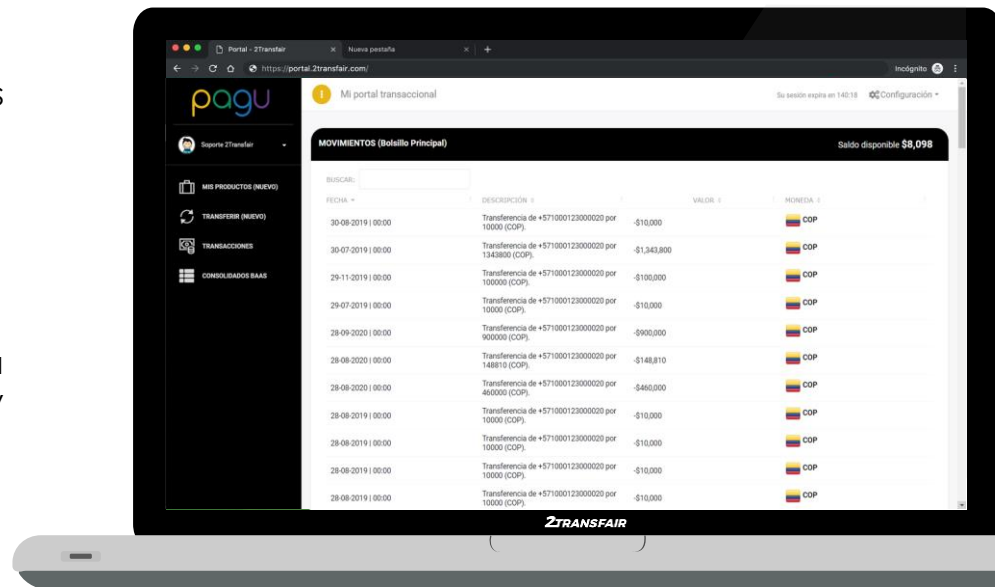 Portal - 2Transfair
Nueva pestaña
https://portal.2transfair.com/
Incógnito
pagu
Mi portal transaccional
Su sesión expira en 140:18
Configuración
Soporte 2Transfair
MOVIMIENTOS (Bolsillo Principal)
Saldo disponible $8,098
MIS PRODUCTOS (NUEVO)
TRANSFERIR (NUEVO)
TRANSACCIONES
CONSOLIDADOS BAAS
BUSCAR:
FECHA DESCRIPCIÓN VALOR MONEDA
30-08-2019 | 00:00 Transferencia de +571000123000020 por -$10,000 COP
10000 (COP).
30-07-2019 | 00:00 Transferencia de +571000123000020 por -$1,343,800 COP
1343800 (COP).
29-11-2019 | 00:00 Transferencia de +571000123000020 por -$100,000 COP
100000 (COP).
29-07-2019 | 00:00 Transferencia de +571000123000020 por -$10,000 COP
10000 (COP).
28-09-2020 | 00:00 Transferencia de +571000123000020 por -$900,000 COP
900000 (COP).
28-08-2020 | 00:00 Transferencia de +571000123000020 por -$148,810 COP
148810 (COP).
28-08-2020 | 00:00 Transferencia de +571000123000020 por -$460,000 COP
460000 (COP).
28-08-2019 | 00:00 Transferencia de +571000123000020 por -$10,000 COP
10000 (COP).
28-08-2019 | 00:00 Transferencia de +571000123000020 por -$10,000 COP
10000 (COP).
28-08-2019 | 00:00 Transferencia de +571000123000020 por -$10,000 COP
10000 (COP).
28-08-2019 | 00:00 Transferencia de +571000123000020 por -$10,000 COP
10000 (COP).
2TRANSFAIR